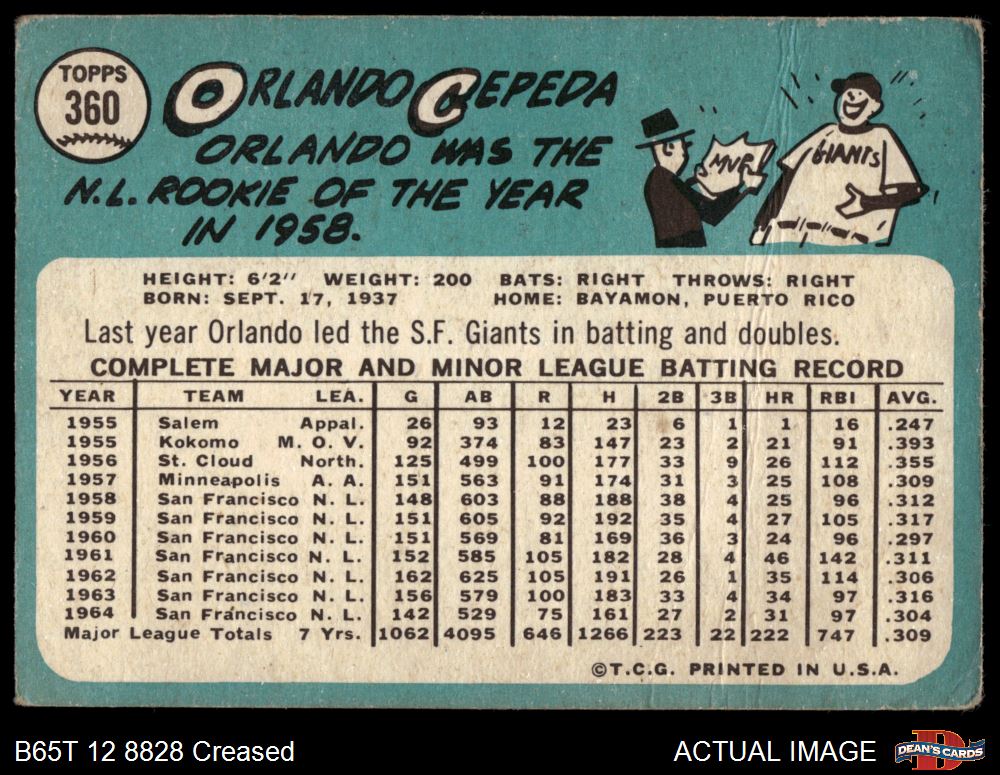 TOPPS
360
ORLANDO CEPEDA
ORLANDO WAS THE
N.L. ROOKIE OF THE YEAR
IN 1958.
MVP
GIANTS
HEIGHT: 6'2" WEIGHT: 200 BATS: RIGHT THROWS: RIGHT
BORN: SEPT. 17, 1937 HOME: BAYAMON, PUERTO RICO
Last year Orlando led the S.F. Giants in batting and doubles.
COMPLETE MAJOR AND MINOR LEAGUE BATTING RECORD
YEAR TEAM LEA. G AB R H 2B 3B HR RBI AVG.
1955 Salem Appal. 26 93 12 23 6 1 1 16 .247
1955 Kokomo M. O. V. 92 374 83 147 23 2 21 91 .393
1956 St. Cloud North. 125 499 100 177 33 9 26 112 .355
1957 Minneapolis A. A. 151 563 91 174 31 3 25 108 .309
1958 San Francisco N. L. 148 603 88 188 38 4 25 96 .312
1959 San Francisco N. L. 151 605 92 192 35 4 27 105 .317
1960 San Francisco N. L. 151 569 81 169 36 3 24 96 .297
1961 San Francisco N. L. 152 585 105 182 28 4 46 142 .311
1962 San Francisco N. L. 162 625 105 191 26 1 35 114 .306
1963 San Francisco N. L. 156 579 100 183 33 4 34 97 .316
1964 San Francisco N. L. 142 529 75 161 27 2 31 97 .304
Major League Totals 7 Yrs. 1062 4095 646 1266 223 22 222 747 .309
©T.C.G. PRINTED IN U.S.A.
B65T 12 8828 Creased
ACTUAL IMAGE
DEAN'S CARDS